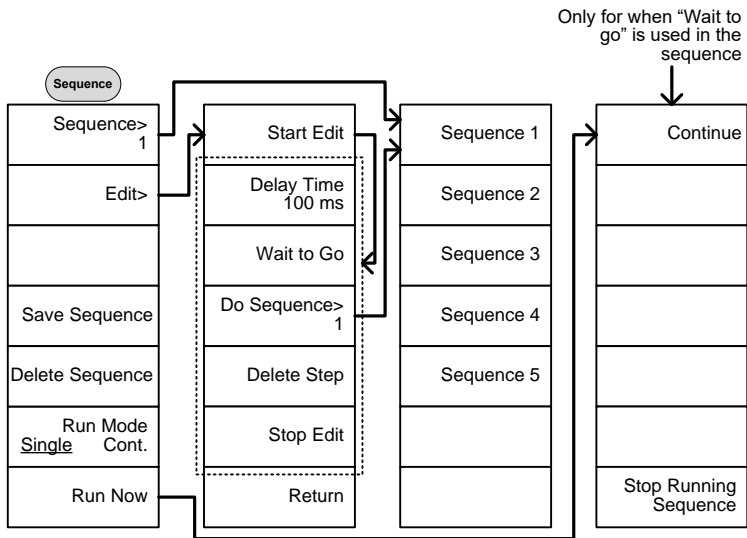 Only for when “Wait to
go” is used in the
sequence
Sequence
Sequence>
1
Edit>
Save Sequence
Delete Sequence
Run Mode
Single Cont.
Run Now
Start Edit
Delay Time
100 ms
Wait to Go
Do Sequence>
1
Delete Step
Stop Edit
Return
Sequence 1
Sequence 2
Sequence 3
Sequence 4
Sequence 5
Continue
Stop Running
Sequence